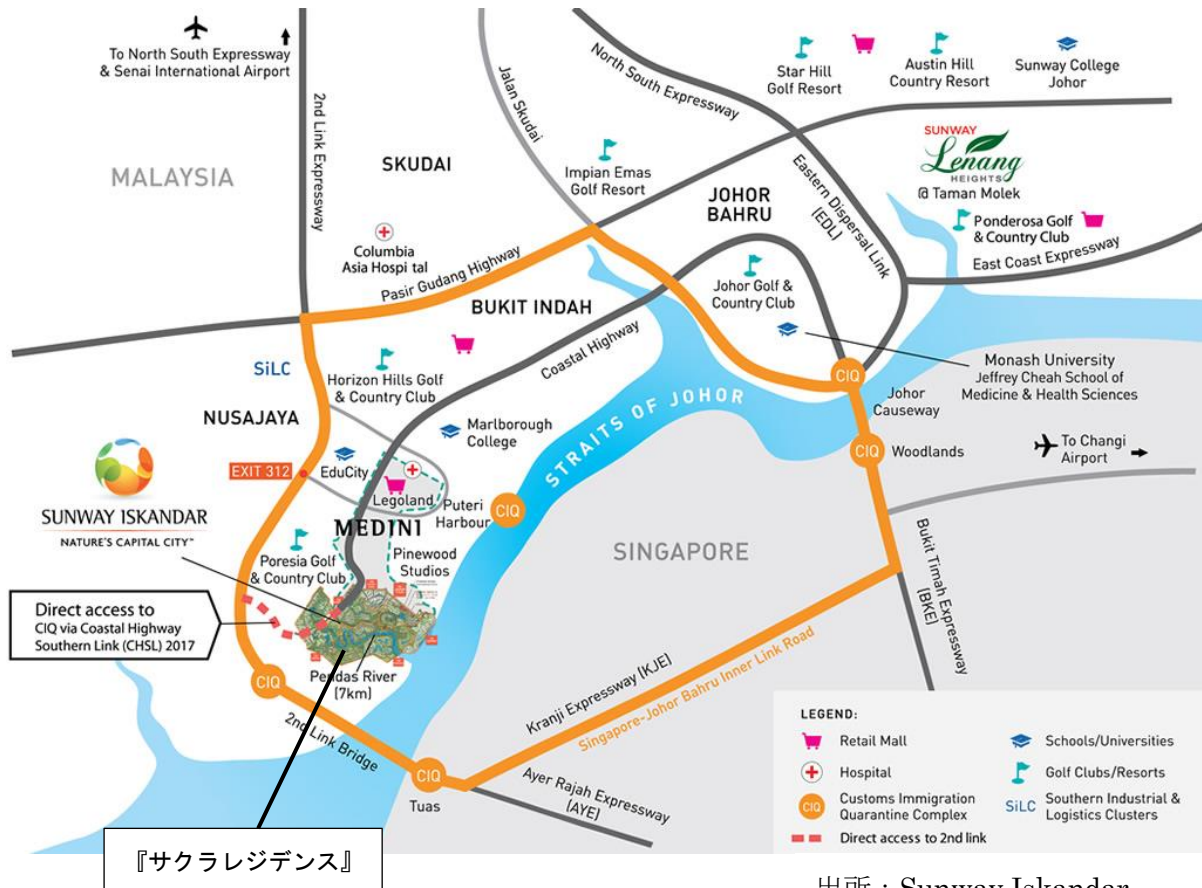 To North South Expressway
& Senai International Airport
2nd Link Expressway
Jalan Skudai
North South Expressway
Star Hill
Golf Resort
Austin Hill
Country Resort
Sunway College
Johor
MALAYSIA
SKUDAI
Impian Emas
Golf Resort
JOHOR
BAHRU
Eastern Dispersal Link
(EDL)
SUNWAY
Lenang
HEIGHTS
@ Taman Molek
Ponderosa Golf
& Country Club
East Coast Expressway
Columbia
Asia Hospi tal
Pasir Gudang Highway
BUKIT INDAH
Johor Golf &
Country Club
Coastal Highway
SiLC
Horizon Hills Golf
& Country Club
Monash University
Jeffrey Cheah School of
Medicine & Health Sciences
CIQ
Johor
Causeway
STRAITS OF JOHOR
NUSAJAYA
Marlborough
College
CIQ
Woodlands
To Changi
Airport
EXIT 312
EduCity
Legoland
Puteri
Harbour
CIQ
SUNWAY ISKANDAR
NATURE'S CAPITAL CITY™
MEDINI
Poresia Golf
& Country Club
Pinewood
Studios
SINGAPORE
Bukit Timah Expressway
(BKE)
Direct access to
CIQ via Coastal Highway
Southern Link (CHSL) 2017
Pendas River
(7km)
CIQ
2nd Link Bridge
CIQ
Tuas
Kranji Expressway (KJE)
Singapore-Johor Bahru Inner Link Road
Ayer Rajah Expressway
(AYE)
LEGEND:
Retail Mall
Schools/Universities
Hospital
Golf Clubs/Resorts
CIQ Customs Immigration
Quarantine Complex
SiLC Southern Industrial &
Logistics Clusters
Direct access to 2nd link
『サクラレジデンス』
出所：Sunway Iskandar